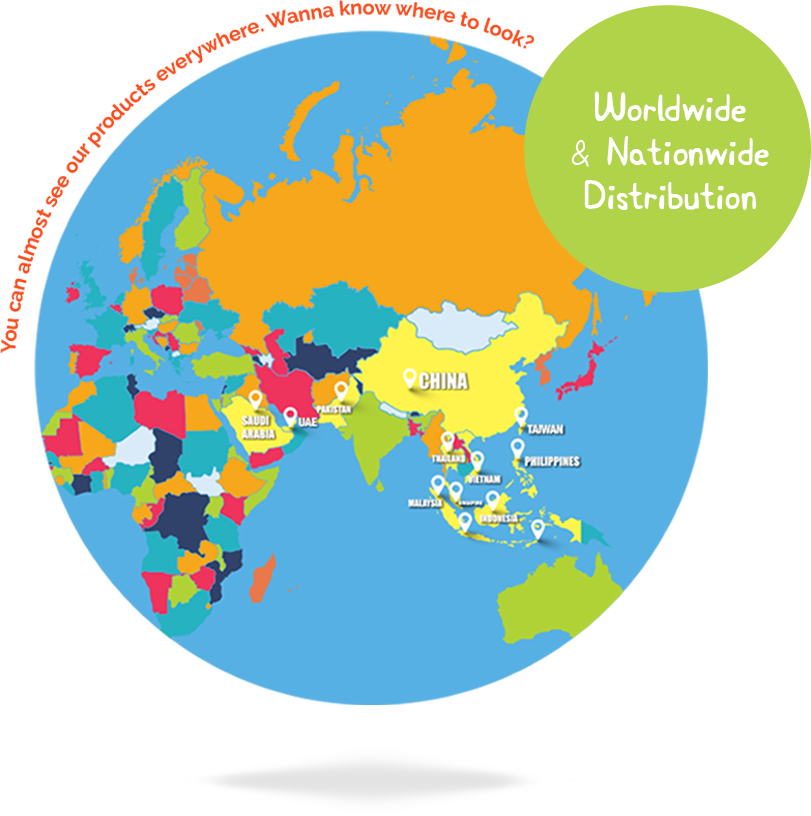 You can almost see our products everywhere. Wanna know where to look?
Worldwide
& Nationwide
Distribution
CHINA
SAUDI
ARABIA
UAE
PAKISTAN
TAIWAN
THAILAND
PHILIPPINES
VIETNAM
MALAYSIA
INDONESIA